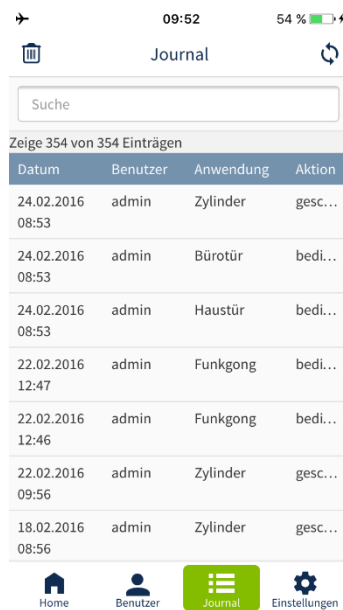 09:52 54 %
Journal
Suche
Zeige 354 von 354 Einträgen
Datum Benutzer Anwendung Aktion
24.02.2016 admin Zylinder gesc...
08:53
24.02.2016 admin Bürotür bedi...
08:53
24.02.2016 admin Haustür bedi...
08:53
22.02.2016 admin Funkgong bedi...
12:47
22.02.2016 admin Funkgong bedi...
12:46
22.02.2016 admin Zylinder gesc...
09:56
18.02.2016 admin Zylinder gesc...
08:56
Home Benutzer Journal Einstellungen